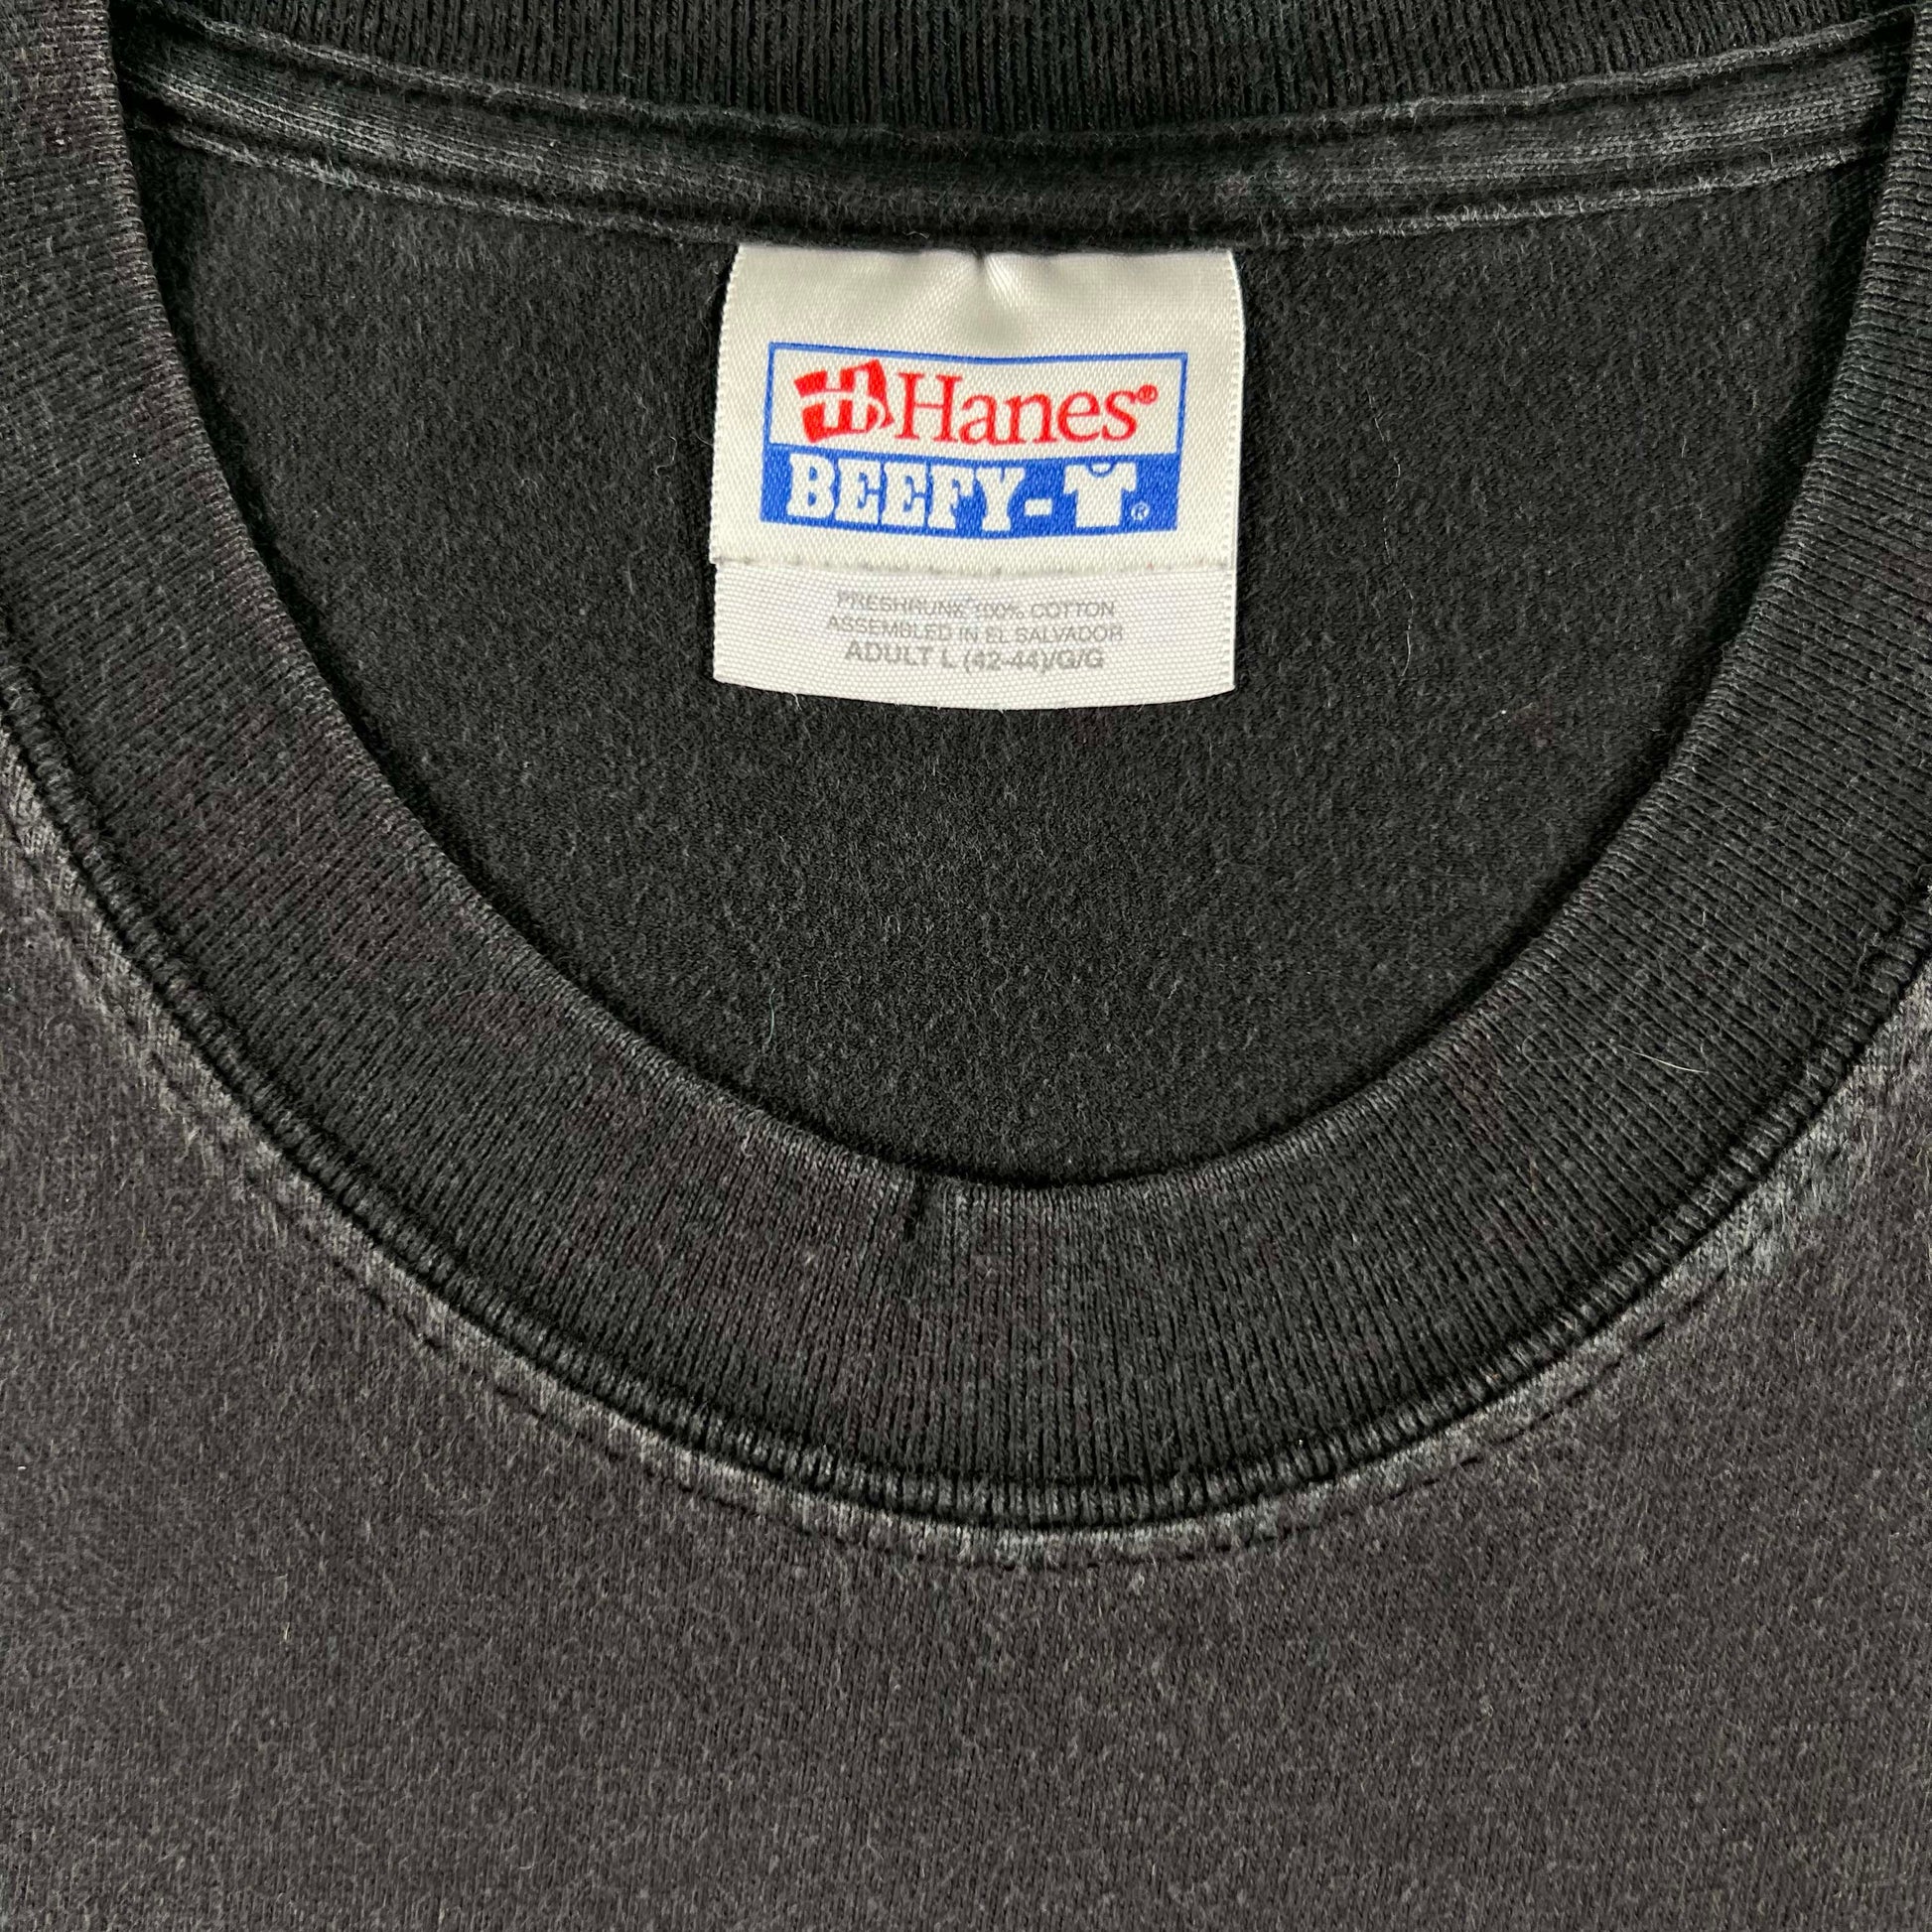 Hanes®
BEEFY-T®
PRESHRUNK 100% COTTON
ASSEMBLED IN EL SALVADOR
ADULT L (42-44)/G/G